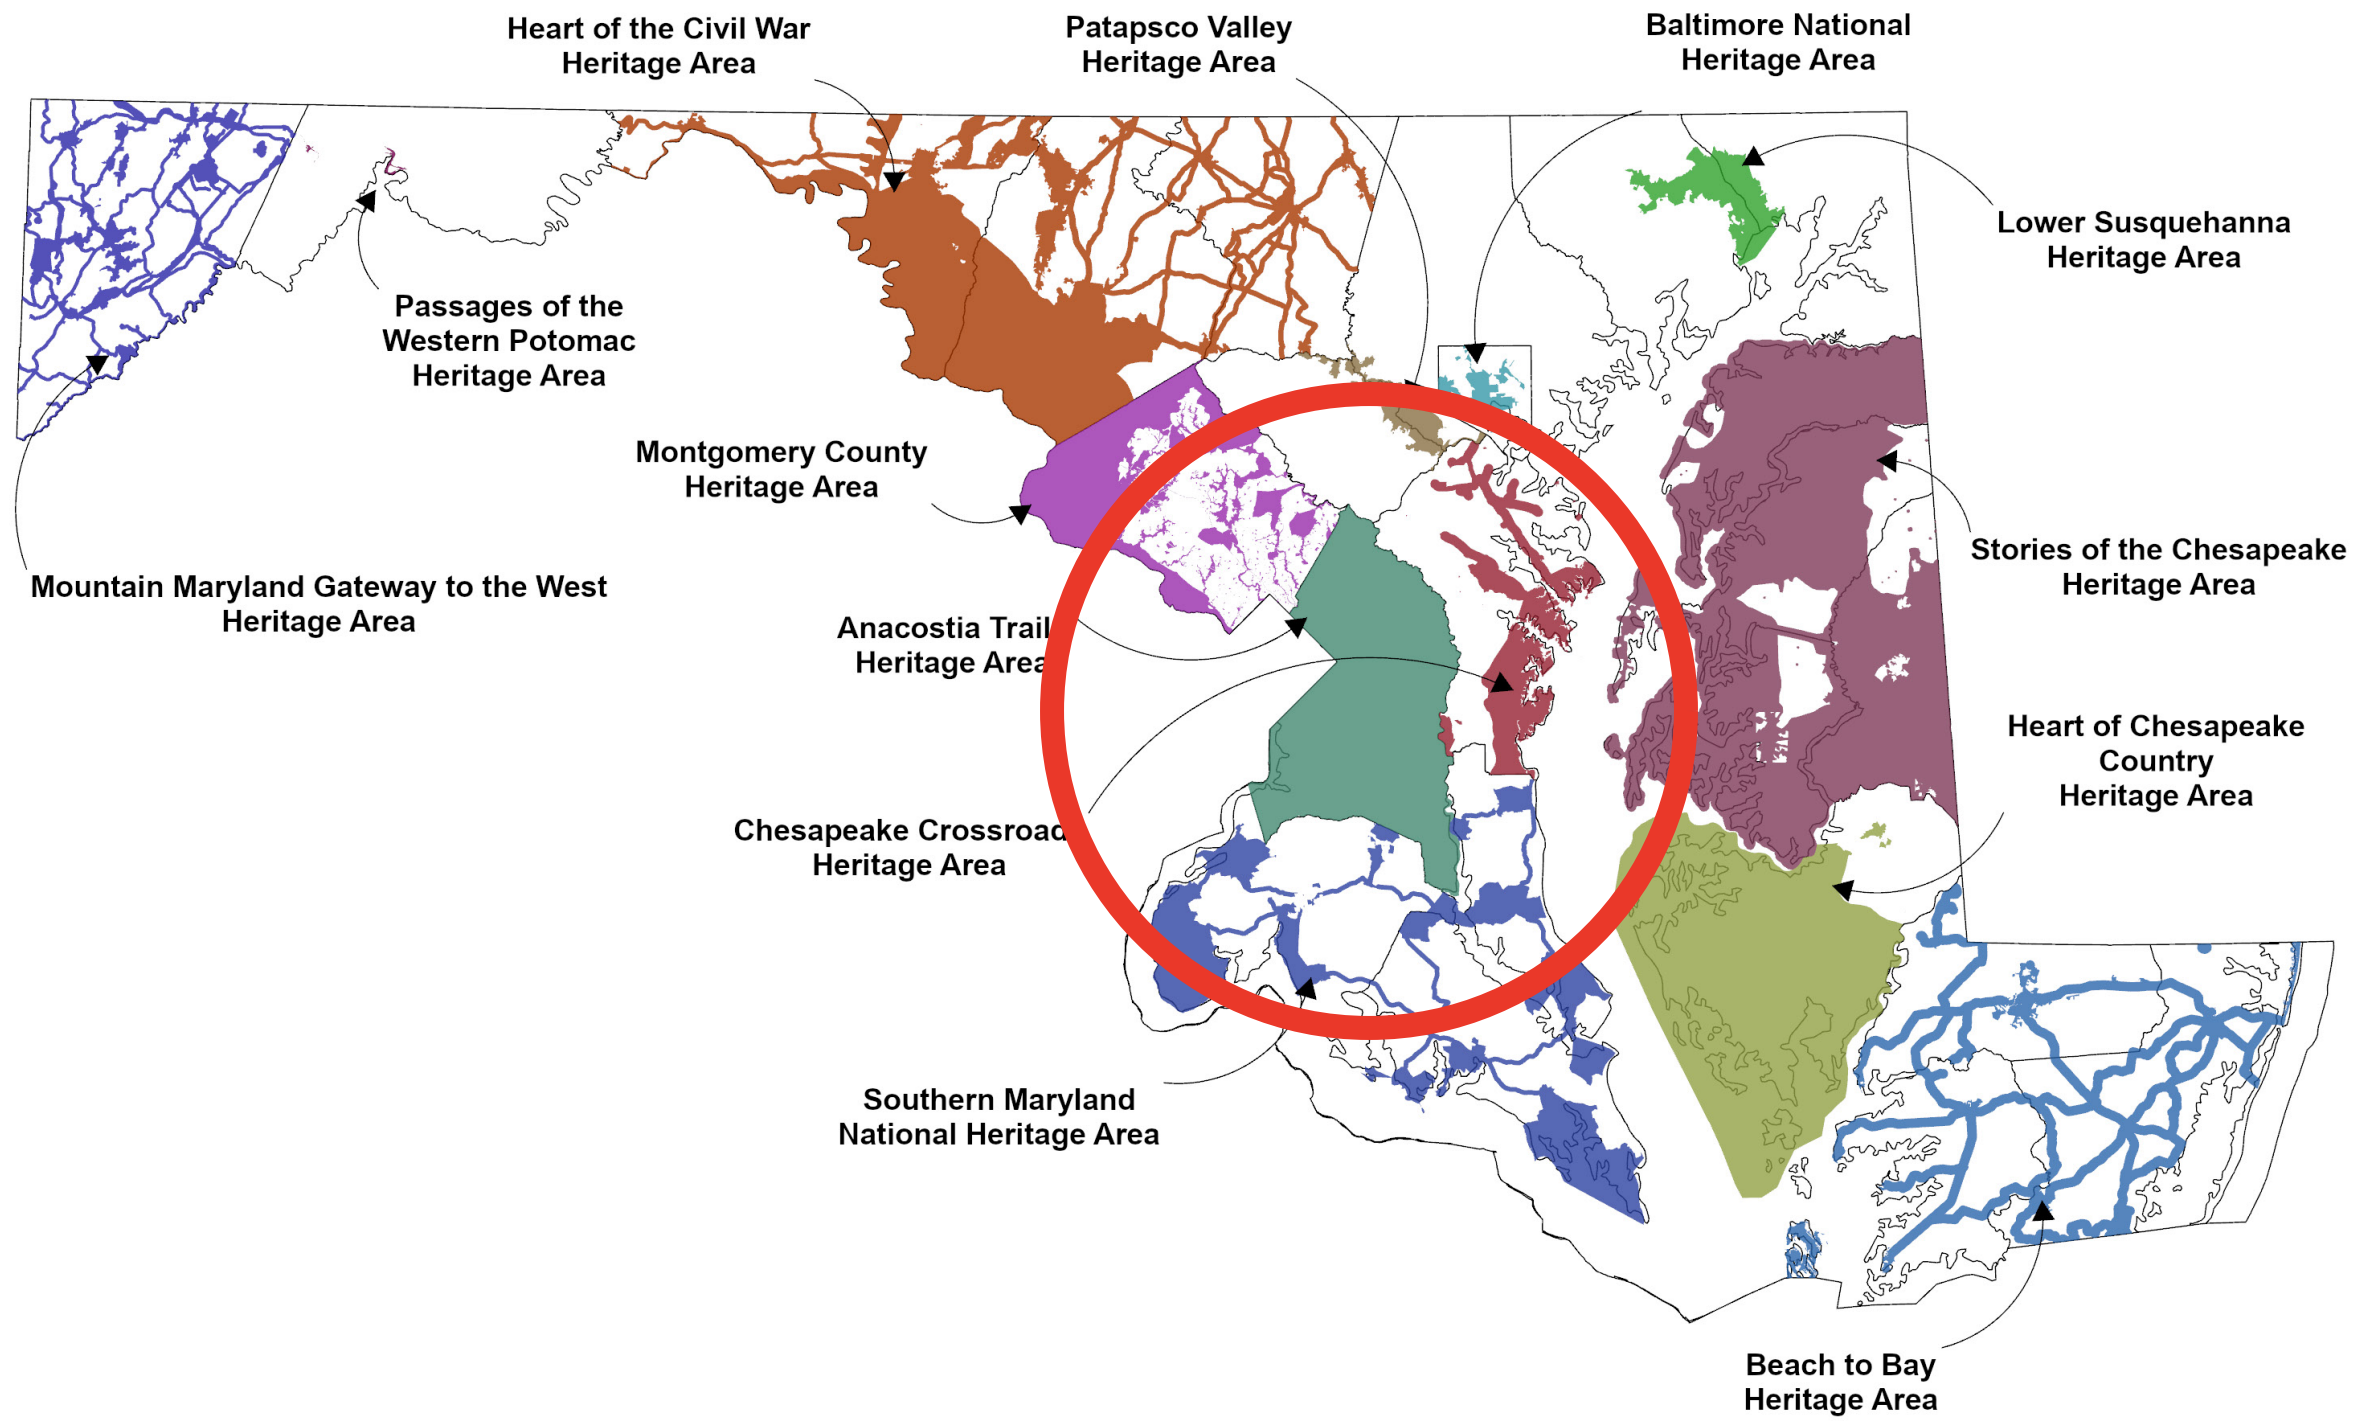 Heart of the Civil War
Heritage Area
Patapsco Valley
Heritage Area
Baltimore National
Heritage Area
Lower Susquehanna
Heritage Area
Passages of the
Western Potomac
Heritage Area
Montgomery County
Heritage Area
Stories of the Chesapeake
Heritage Area
Mountain Maryland Gateway to the West
Heritage Area
Anacostia Trail
Heritage Area
Heart of Chesapeake
Country
Heritage Area
Chesapeake Crossroad
Heritage Area
Southern Maryland
National Heritage Area
Beach to Bay
Heritage Area